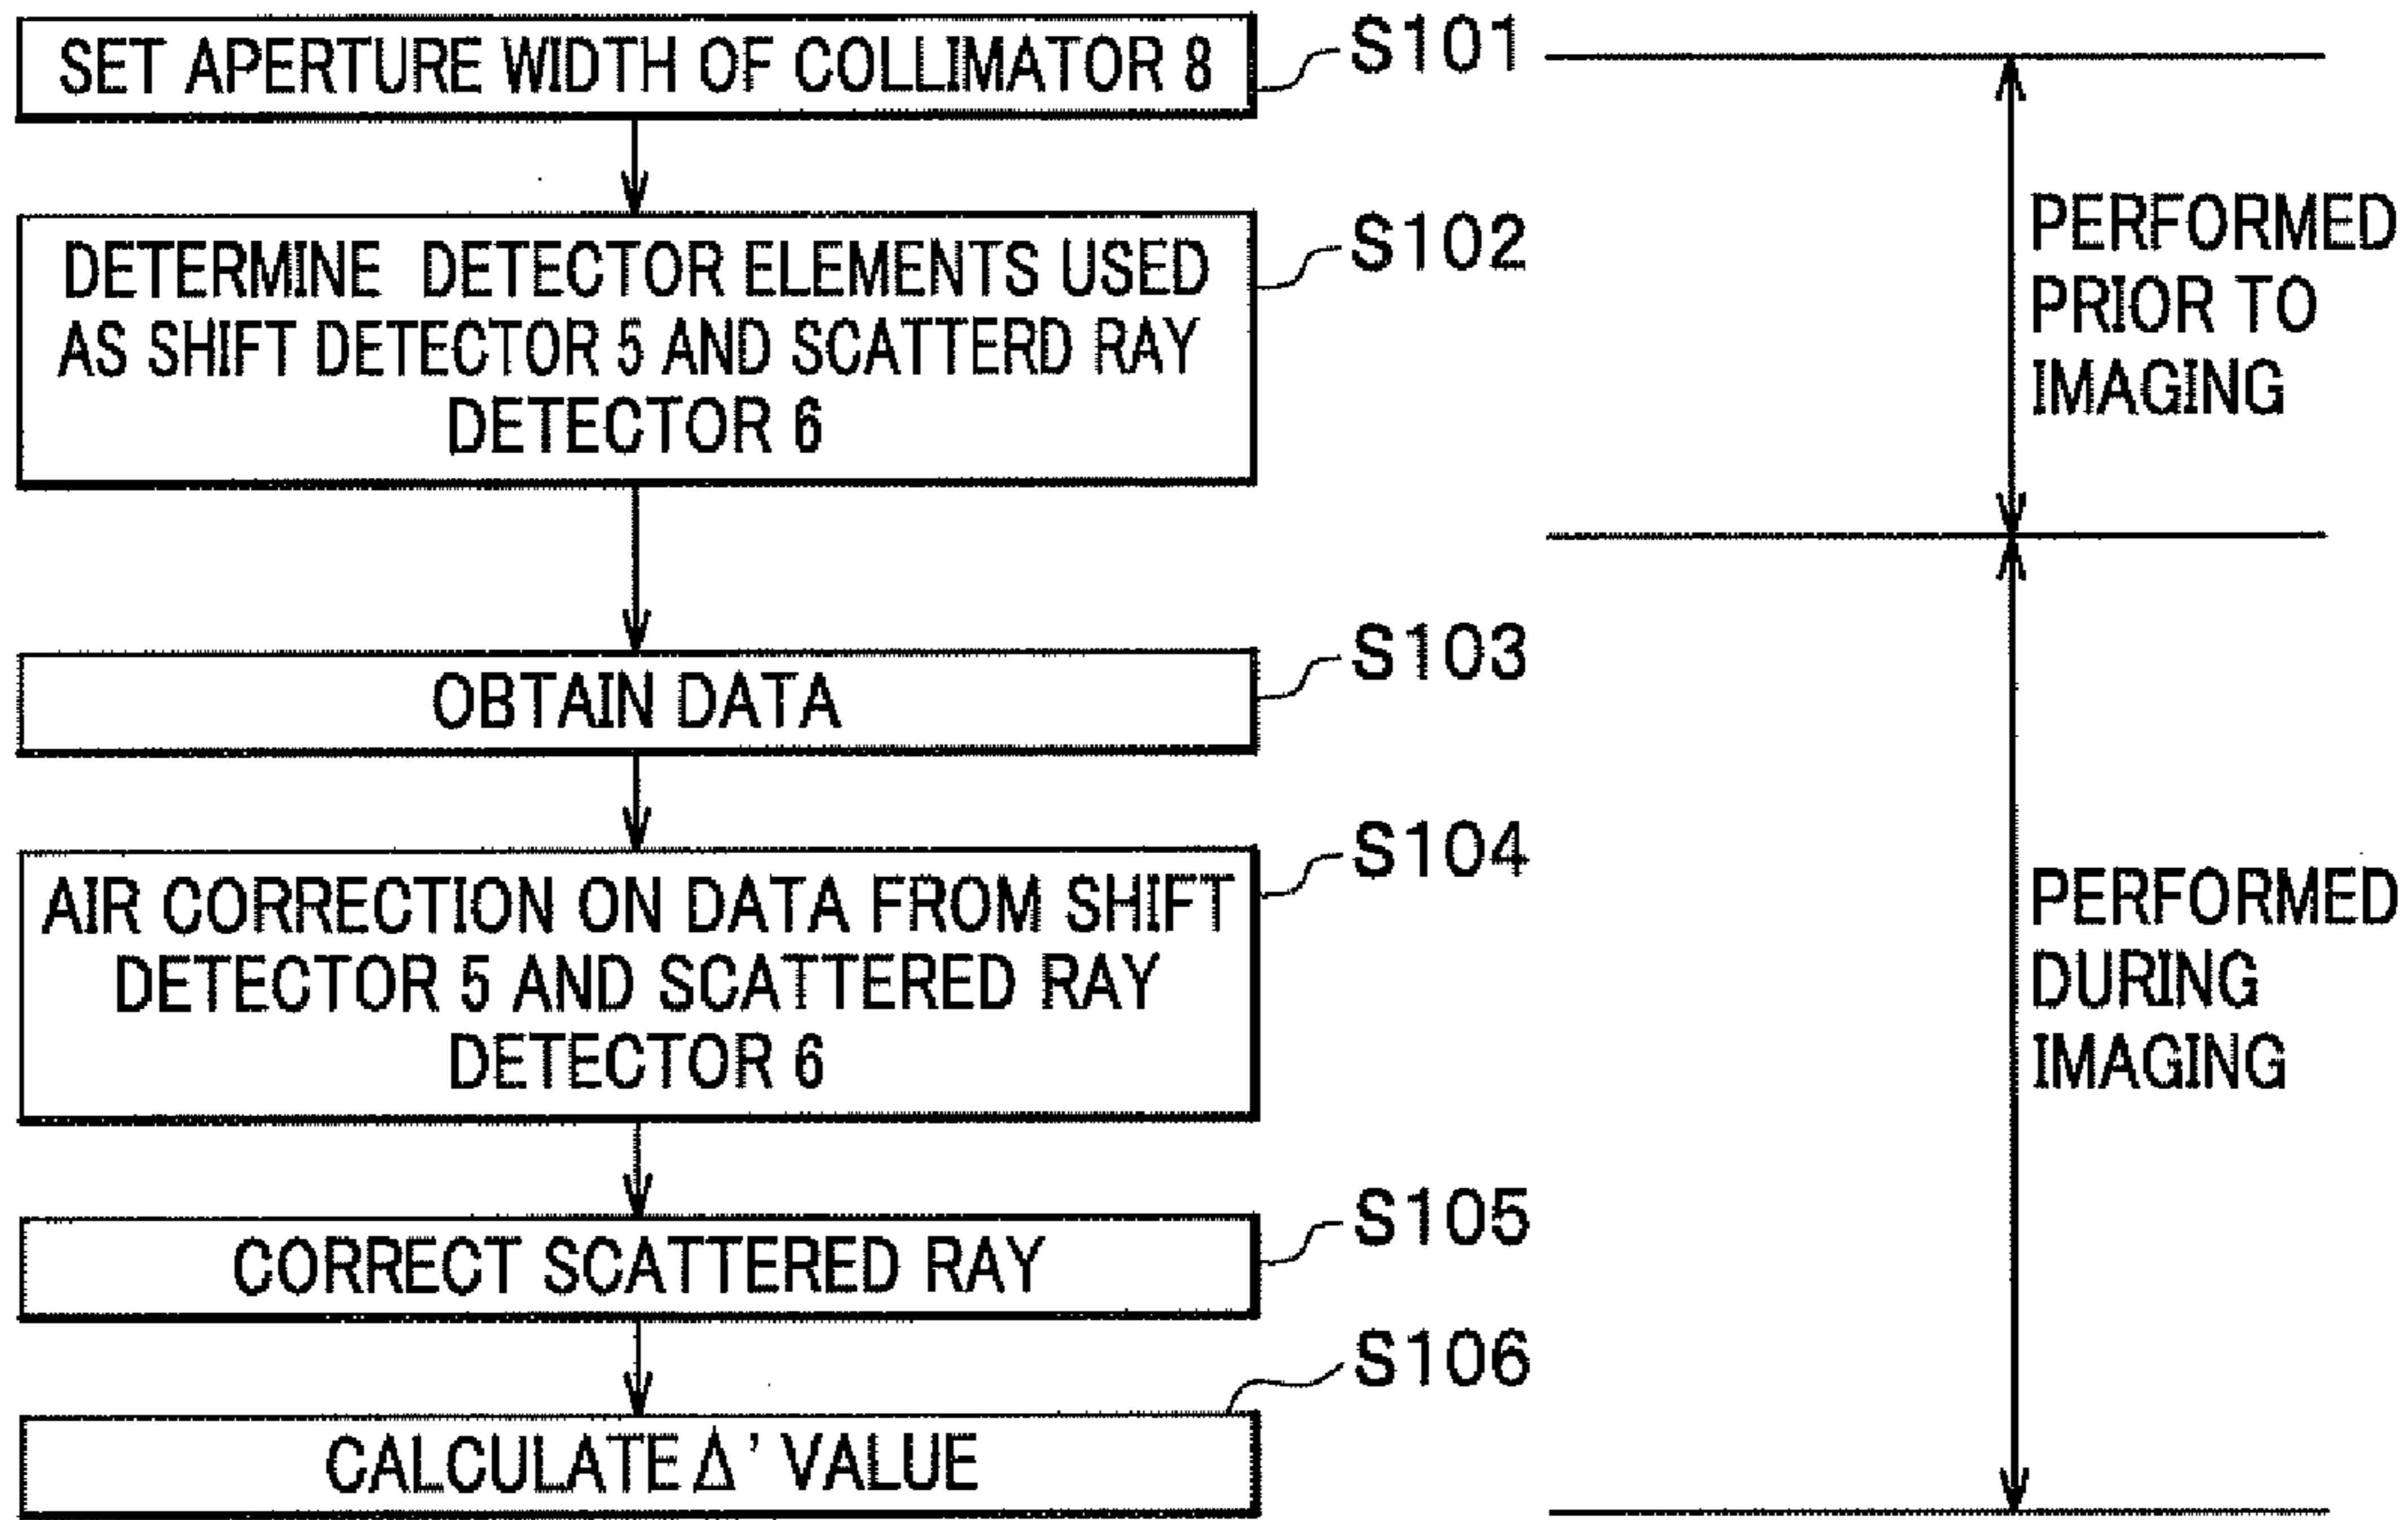 SET APERTURE WIDTH OF COLLIMATOR 8
S101
DETERMINE DETECTOR ELEMENTS USED
AS SHIFT DETECTOR 5 AND SCATTERD RAY
DETECTOR 6
S102
PERFORMED
PRIOR TO
IMAGING
OBTAIN DATA
S103
AIR CORRECTION ON DATA FROM SHIFT
DETECTOR 5 AND SCATTERED RAY
DETECTOR 6
S104
PERFORMED
DURING
IMAGING
CORRECT SCATTERED RAY
S105
CALCULATE Δ' VALUE
S106